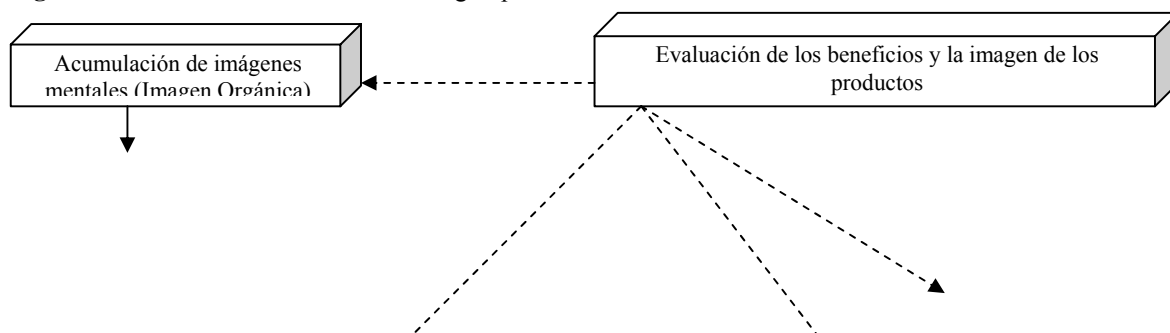 Acumulación de imágenes
mentales (Imagen Orgánica)
Evaluación de los beneficios y la imagen de los
productos